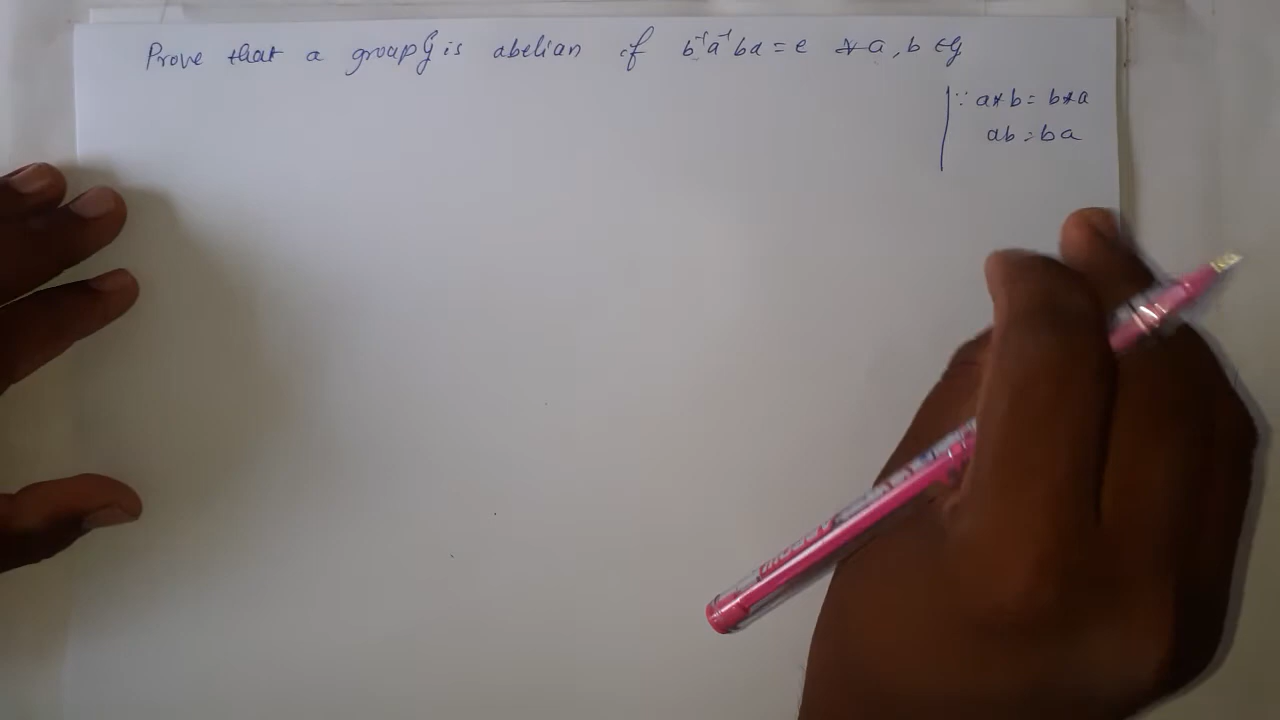 Prove that a group G is abelian if b⁻¹a⁻¹ba = e ∀ a, b ∈ G
∵ a * b = b * a
ab = ba